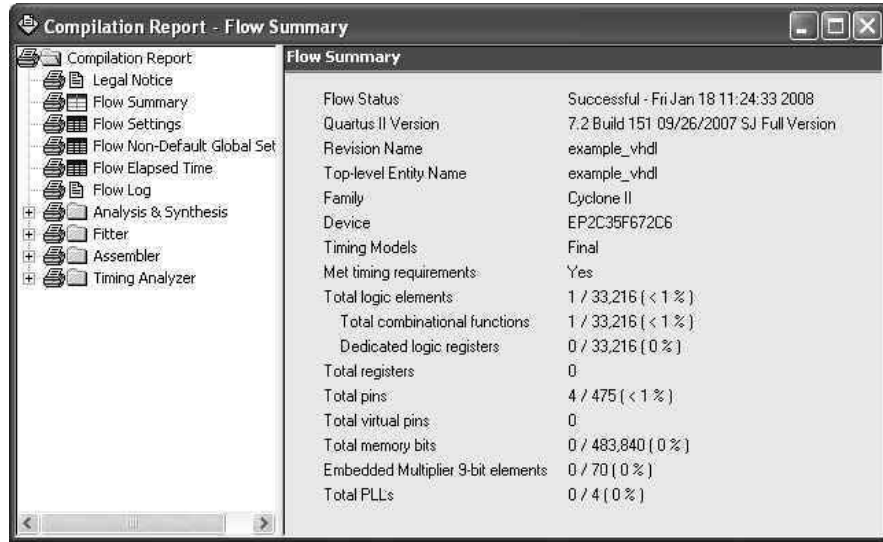 Compilation Report - Flow Summary
Compilation Report
Legal Notice
Flow Summary
Flow Settings
Flow Non-Default Global Set
Flow Elapsed Time
Flow Log
Analysis & Synthesis
Fitter
Assembler
Timing Analyzer
Flow Summary
Flow Status Successful - Fri Jan 18 11:24:33 2008
Quartus II Version 7.2 Build 151 09/26/2007 SJ Full Version
Revision Name example_vhdl
Top-level Entity Name example_vhdl
Family Cyclone II
Device EP2C35F672C6
Timing Models Final
Met timing requirements Yes
Total logic elements 1 / 33,216 ( < 1 % )
Total combinational functions 1 / 33,216 ( < 1 % )
Dedicated logic registers 0 / 33,216 ( 0 % )
Total registers 0
Total pins 4 / 475 ( < 1 % )
Total virtual pins 0
Total memory bits 0 / 483,840 ( 0 % )
Embedded Multiplier 9-bit elements 0 / 70 ( 0 % )
Total PLLs 0 / 4 ( 0 % )